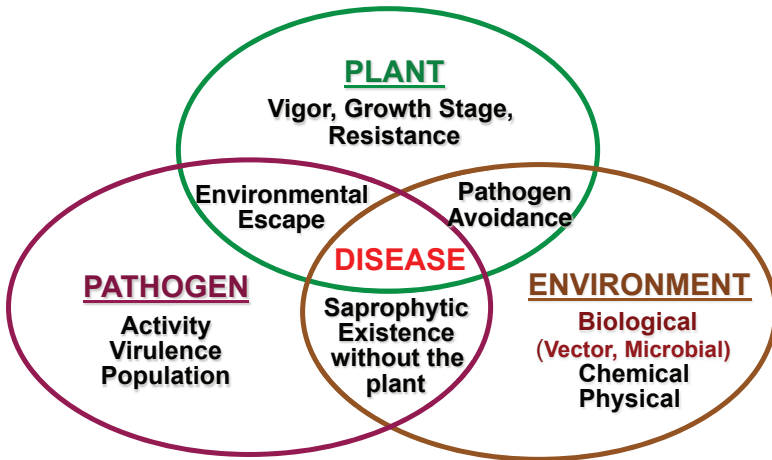 PLANT
Vigor, Growth Stage,
Resistance
Environmental
Escape
Pathogen
Avoidance
DISEASE
PATHOGEN
Activity
Virulence
Population
Saprophytic
Existence
without the
plant
ENVIRONMENT
Biological
(Vector, Microbial)
Chemical
Physical